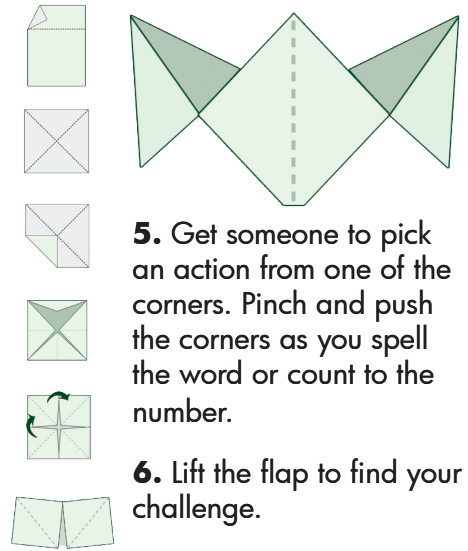 5. Get someone to pick
an action from one of the
corners. Pinch and push
the corners as you spell
the word or count to the
number.
6. Lift the flap to find your
challenge.